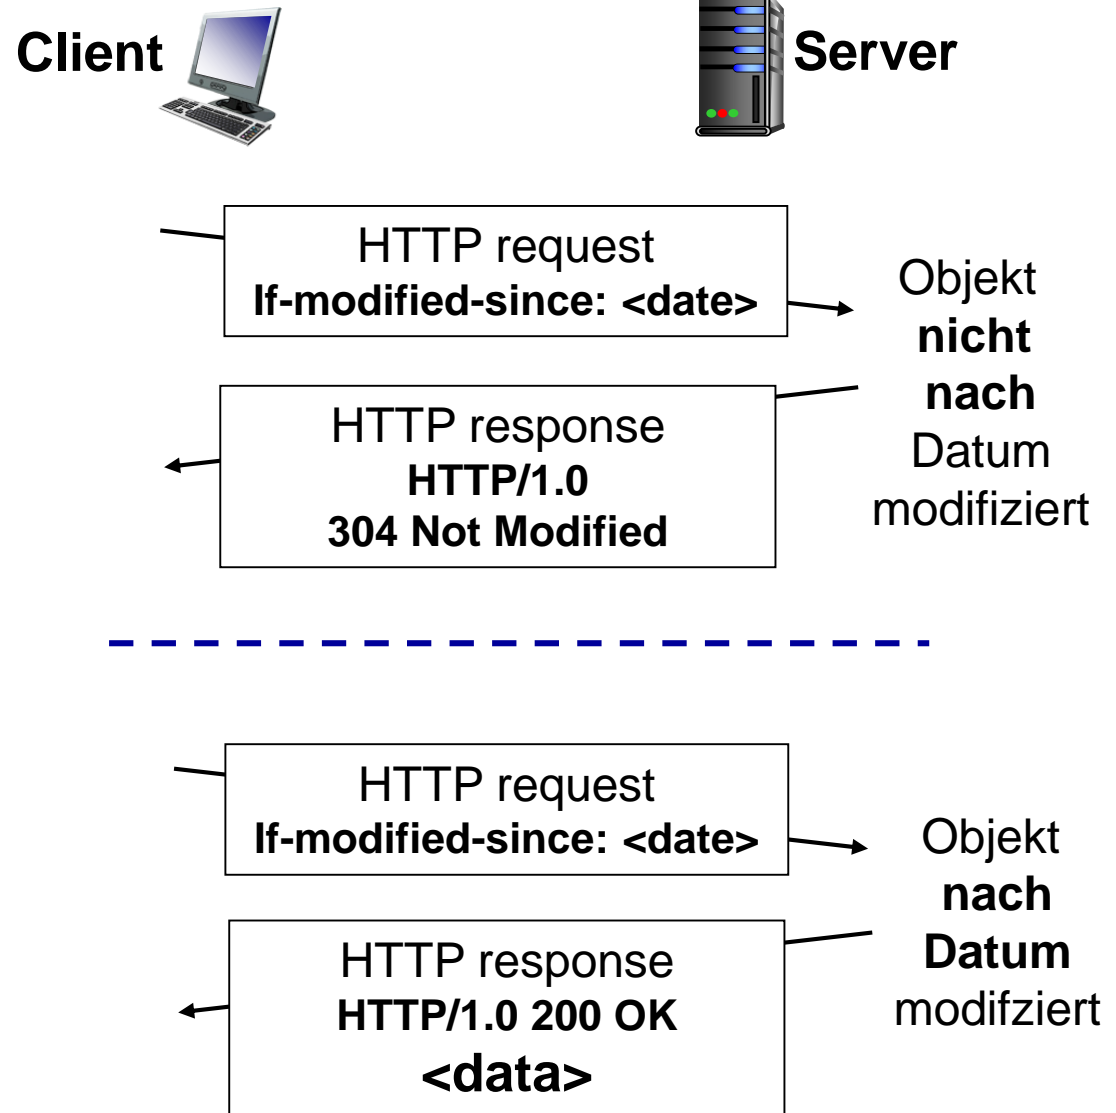 Client
Server
HTTP request
If-modified-since: <date>
Objekt
nicht
nach
Datum
modifiziert
HTTP response
HTTP/1.0
304 Not Modified
HTTP request
If-modified-since: <date>
Objekt
nach
Datum
modifziert
HTTP response
HTTP/1.0 200 OK
<data>